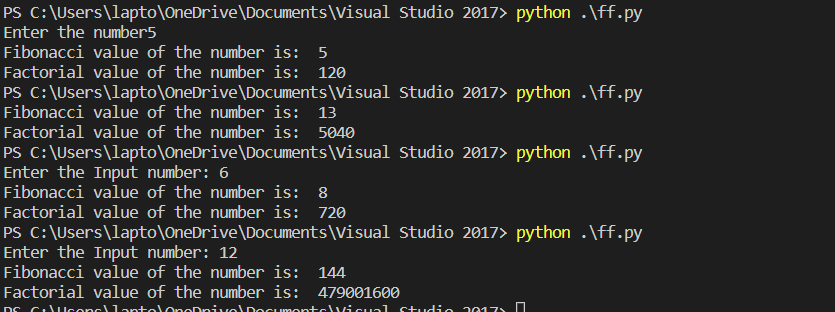 PS C:\Users\lapto\OneDrive\Documents\Visual Studio 2017> python .\ff.py
Enter the number5
Fibonacci value of the number is:  5
Factorial value of the number is:  120
PS C:\Users\lapto\OneDrive\Documents\Visual Studio 2017> python .\ff.py
Fibonacci value of the number is:  13
Factorial value of the number is:  5040
PS C:\Users\lapto\OneDrive\Documents\Visual Studio 2017> python .\ff.py
Enter the Input number: 6
Fibonacci value of the number is:  8
Factorial value of the number is:  720
PS C:\Users\lapto\OneDrive\Documents\Visual Studio 2017> python .\ff.py
Enter the Input number: 12
Fibonacci value of the number is:  144
Factorial value of the number is:  479001600
PS C:\Users\lapto\OneDrive\Documents\Visual Studio 2017>